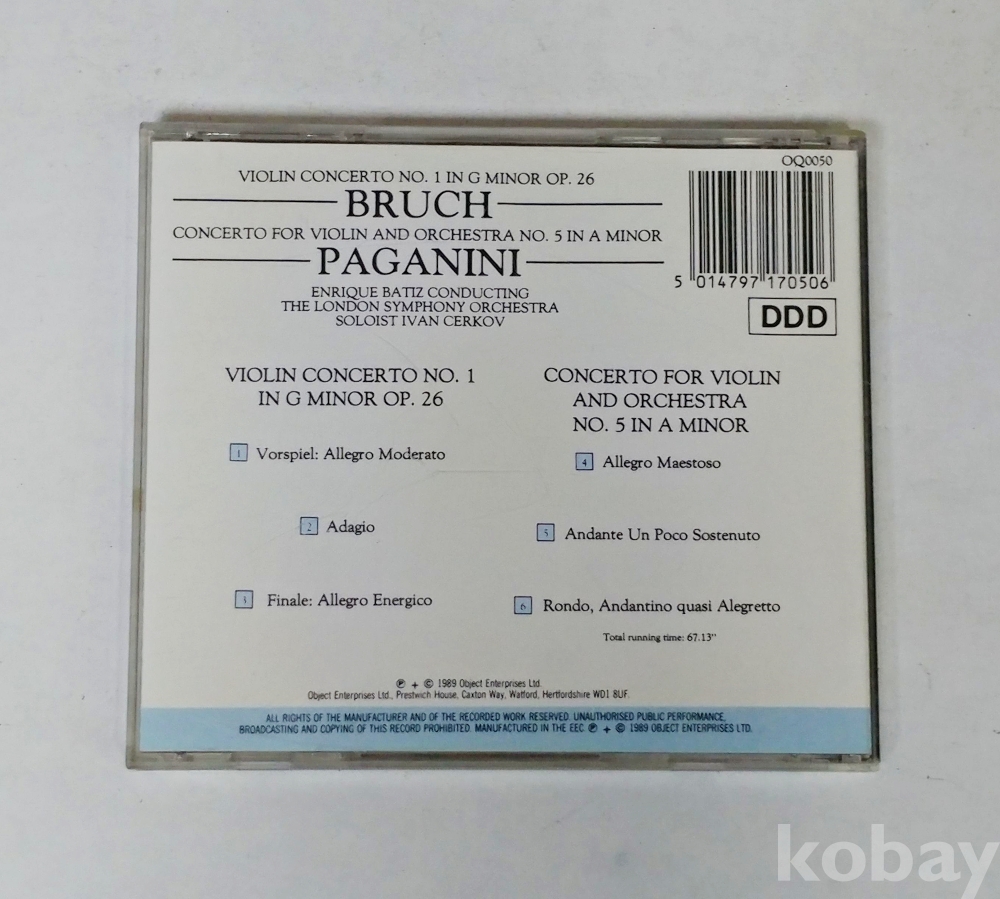 OQ0050
VIOLIN CONCERTO NO. 1 IN G MINOR OP. 26
BRUCH
CONCERTO FOR VIOLIN AND ORCHESTRA NO. 5 IN A MINOR
PAGANINI
ENRIQUE BATIZ CONDUCTING
THE LONDON SYMPHONY ORCHESTRA
SOLOIST IVAN CERKOV
5 014797 170506
DDD
VIOLIN CONCERTO NO. 1
IN G MINOR OP. 26
1 Vorspiel: Allegro Moderato
2 Adagio
3 Finale: Allegro Energico
CONCERTO FOR VIOLIN
AND ORCHESTRA
NO. 5 IN A MINOR
4 Allegro Maestoso
5 Andante Un Poco Sostenuto
6 Rondo, Andantino quasi Alegretto
Total running time: 67.13"
℗ + © 1989 Object Enterprises Ltd.
Object Enterprises Ltd., Prestwich House, Caxton Way, Watford, Hertfordshire WD1 8UF.
ALL RIGHTS OF THE MANUFACTURER AND OF THE RECORDED WORK RESERVED. UNAUTHORISED PUBLIC PERFORMANCE,
BROADCASTING AND COPYING OF THIS RECORD PROHIBITED. MANUFACTURED IN THE EEC. ℗ + © 1989 OBJECT ENTERPRISES LTD.
kobay